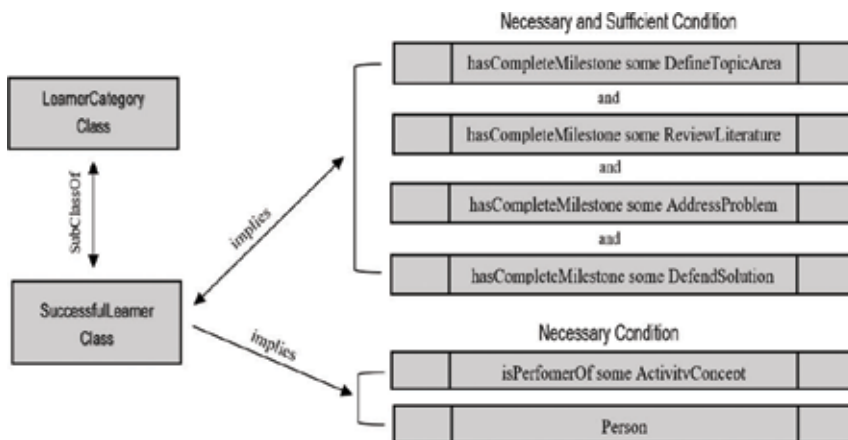 Necessary and Sufficient Condition
hasCompleteMilestone some DefineTopicArea
and
hasCompleteMilestone some ReviewLiterature
and
hasCompleteMilestone some AddressProblem
and
hasCompleteMilestone some DefendSolution
LearnerCategory
Class
SubClassOf
SuccessfulLearner
Class
implies
implies
Necessary Condition
isPerfomerOf some ActivityConcept
Person